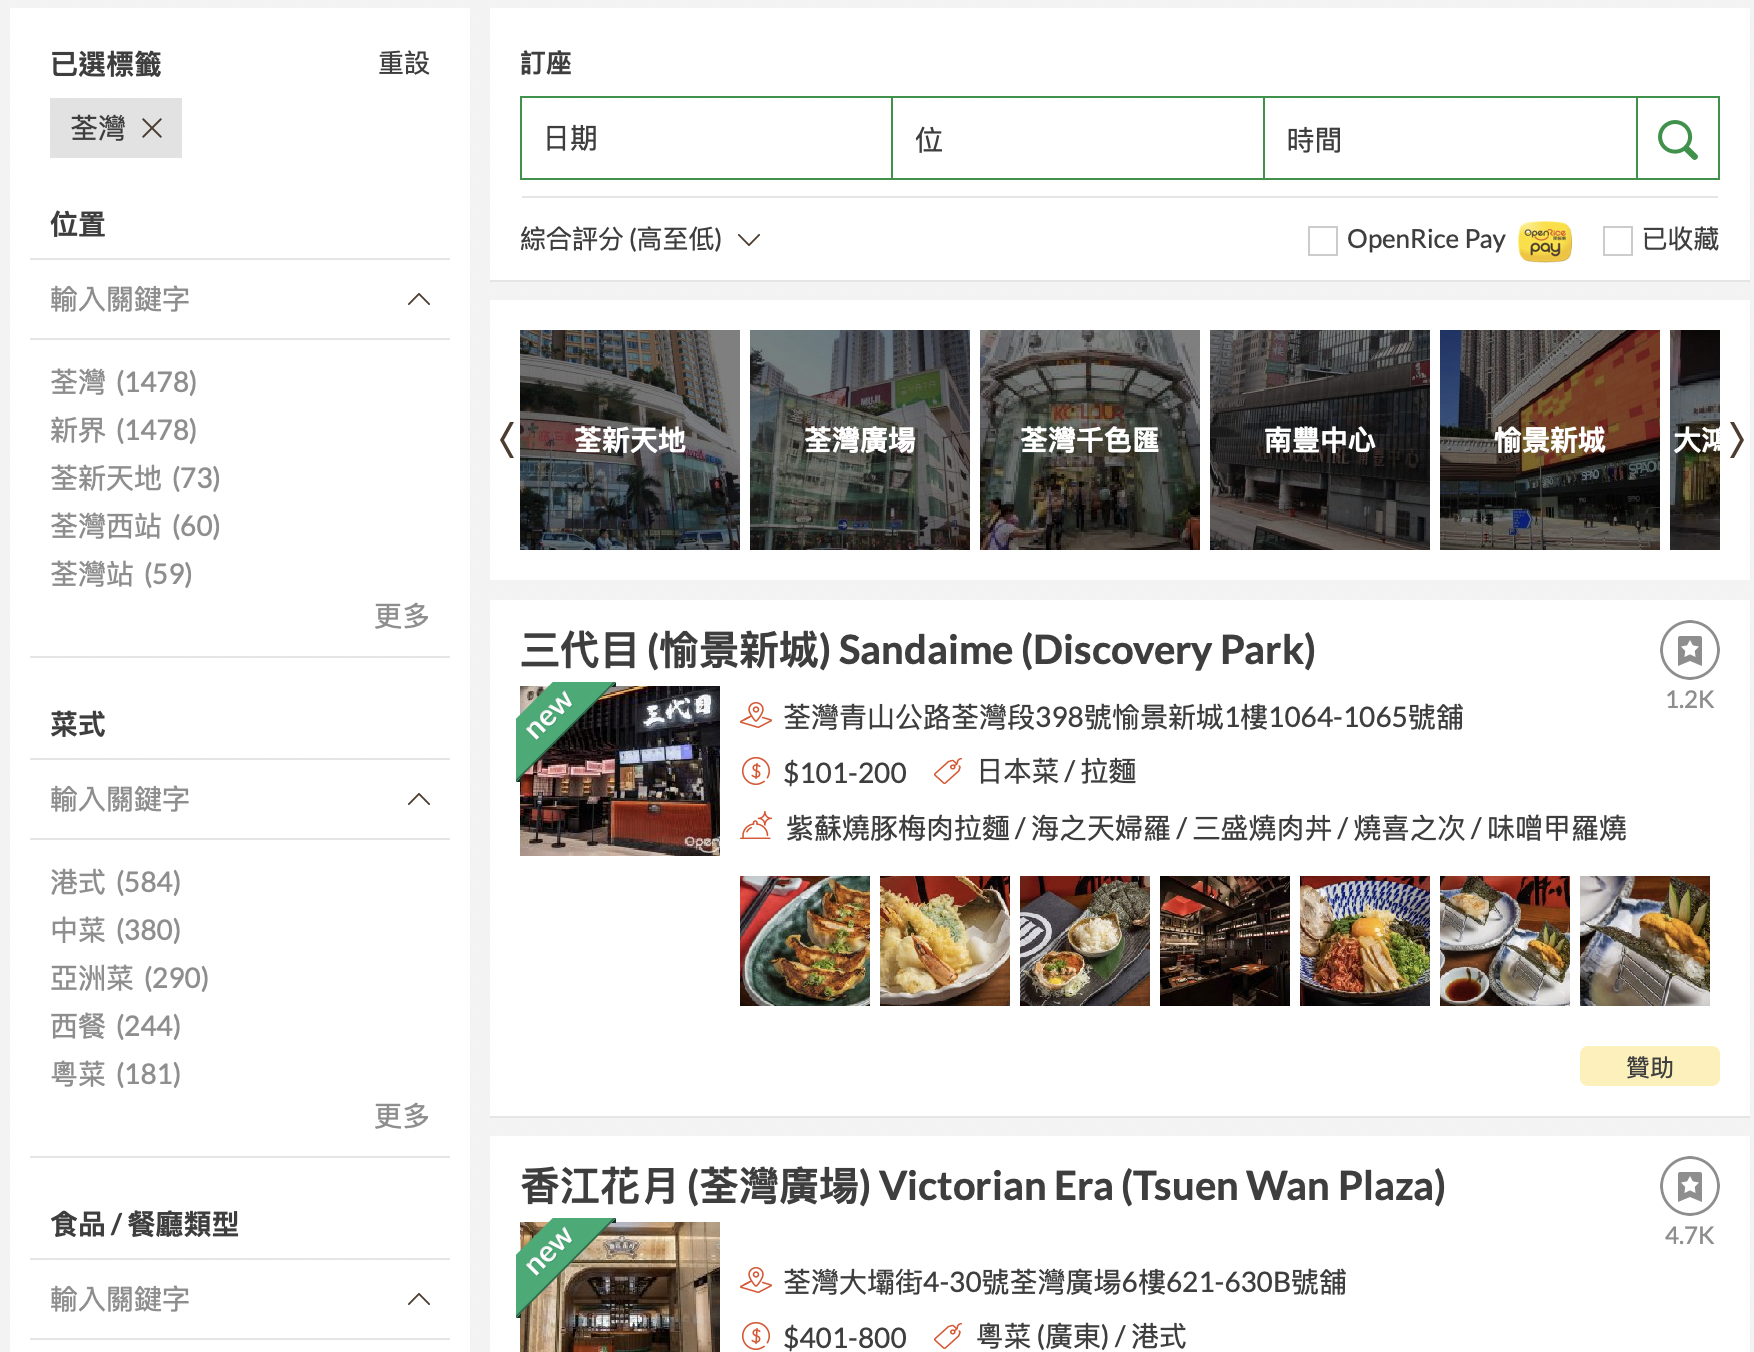 已選標籤
重設
荃灣
位置
輸入關鍵字
荃灣 (1478)
新界 (1478)
荃新天地 (73)
荃灣西站 (60)
荃灣站 (59)
更多
菜式
輸入關鍵字
港式 (584)
中菜 (380)
亞洲菜 (290)
西餐 (244)
粵菜 (181)
更多
食品 / 餐廳類型
輸入關鍵字
訂座
日期
位
時間
綜合評分 (高至低)
OpenRice Pay
OpenRice
pay
已收藏
荃新天地
荃灣廣場
荃灣千色匯
南豐中心
愉景新城
大鴻
三代目 (愉景新城) Sandaime (Discovery Park)
1.2K
new
三代目
荃灣青山公路荃灣段398號愉景新城1樓1064-1065號舖
$101-200
日本菜 / 拉麵
紫蘇燒豚梅肉拉麵 / 海之天婦羅 / 三盛燒肉丼 / 燒喜之次 / 味噌甲羅燒
贊助
香江花月 (荃灣廣場) Victorian Era (Tsuen Wan Plaza)
4.7K
new
荃灣大壩街4-30號荃灣廣場6樓621-630B號舖
$401-800
粵菜 (廣東) / 港式